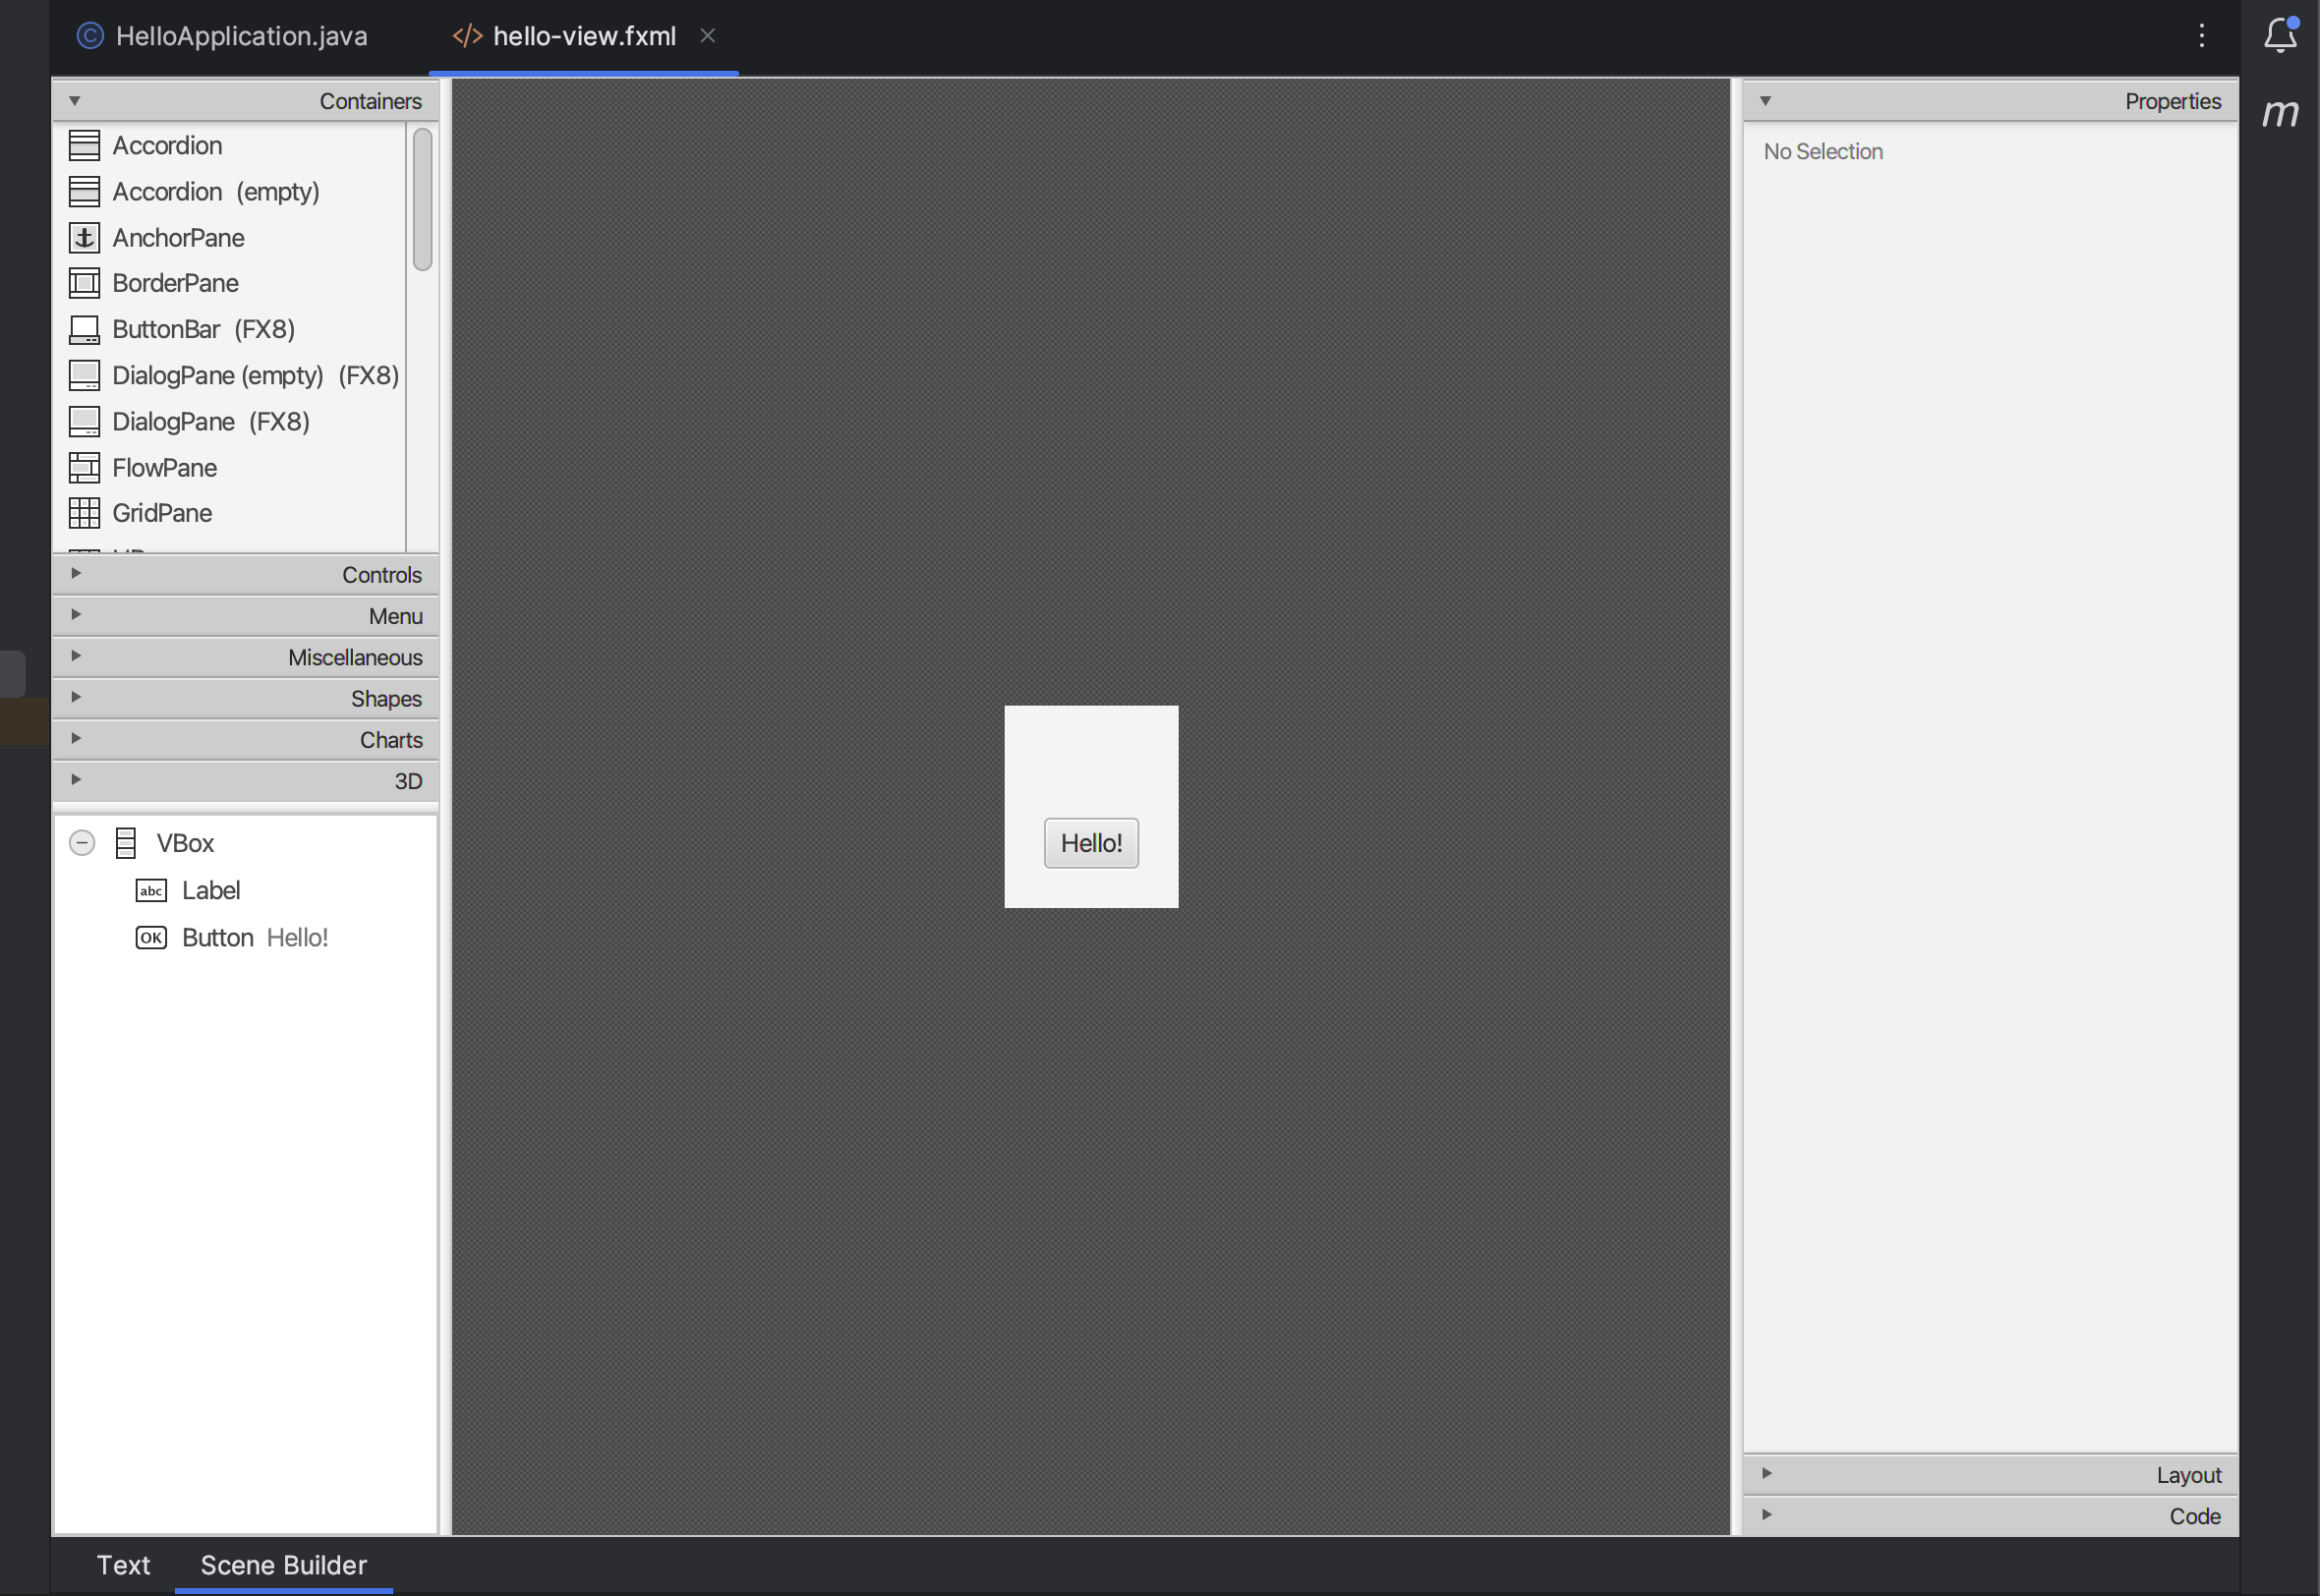 HelloApplication.java
hello-view.fxml
Containers
Accordion
Accordion (empty)
AnchorPane
BorderPane
ButtonBar (FX8)
DialogPane (empty) (FX8)
DialogPane (FX8)
FlowPane
GridPane
Controls
Menu
Miscellaneous
Shapes
Charts
3D
VBox
abc Label
OK Button Hello!
Hello!
Properties
No Selection
Layout
Code
m
Text
Scene Builder